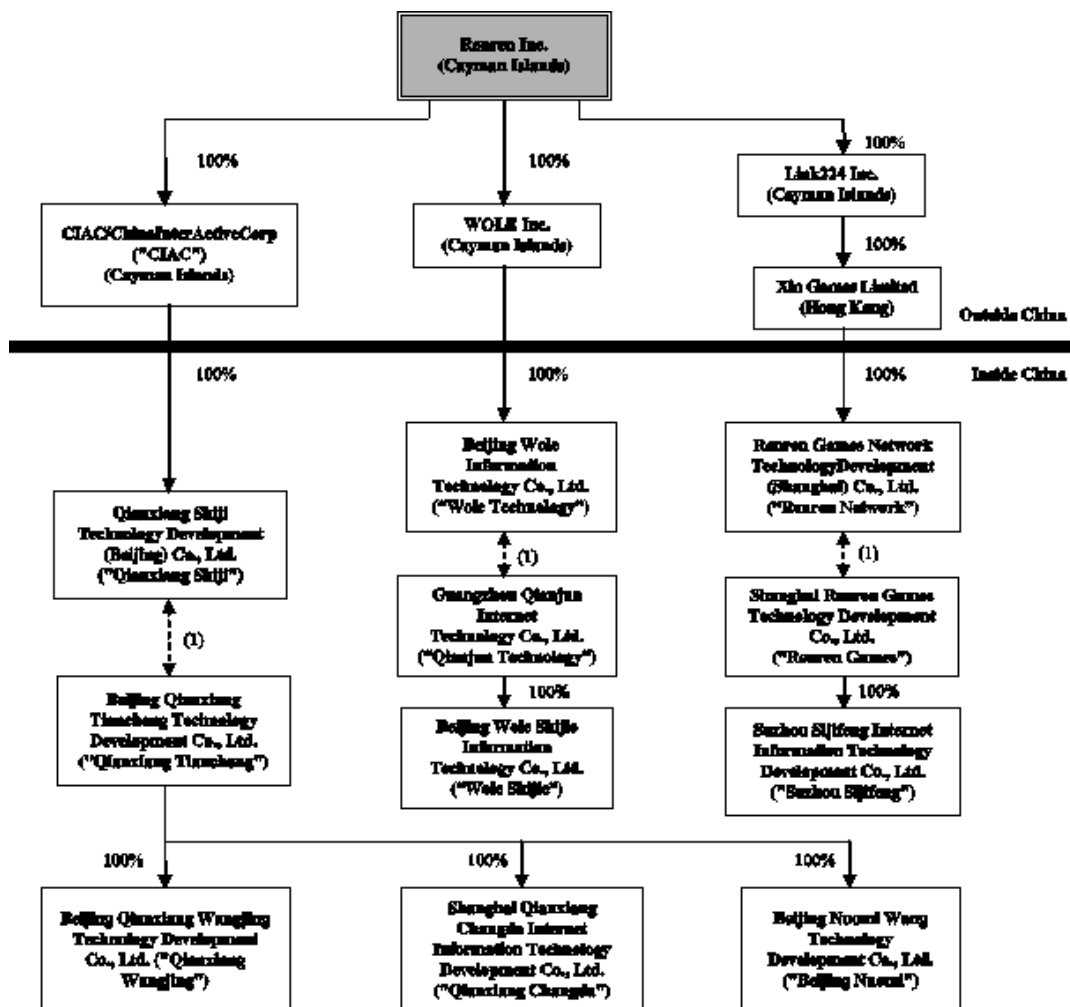 Renren Inc.
(Cayman Islands)
100%
100%
100%
CIAC/ChinaInterActiveCorp
("CIAC")
(Cayman Islands)
WOLE Inc.
(Cayman Islands)
Link224 Inc.
(Cayman Islands)
100%
Xin Games Limited
(Hong Kong)
Outside China
100%
100%
100%
Inside China
Qianxiang Shiji
Technology Development
(Beijing) Co., Ltd.
("Qianxiang Shiji")
Beijing Wole
Information
Technology Co., Ltd.
("Wole Technology")
Renren Games Network
TechnologyDevelopment
(Shanghai) Co., Ltd.
("Renren Network")
(1)
(1)
(1)
Beijing Qianxiang
Tiancheng Technology
Development Co., Ltd.
("Qianxiang Tiancheng")
Guangzhou Qianjun
Internet
Technology Co., Ltd.
("Qianjun Technology")
Shanghai Renren Games
Technology Development
Co., Ltd.
("Renren Games")
100%
100%
Beijing Wole Shijie
Information
Technology Co., Ltd.
("Wole Shijie")
Suzhou Sijifeng Internet
Information Technology
Development Co., Ltd.
("Suzhou Sijifeng")
100%
100%
100%
Beijing Qianxiang Wangjing
Technology Development
Co., Ltd. ("Qianxiang
Wangjing")
Shanghai Qianxiang
Changda Internet
Information Technology
Development Co., Ltd.
("Qianxiang Changda")
Beijing Nuomi Wang
Technology
Development Co., Ltd.
("Beijing Nuomi")